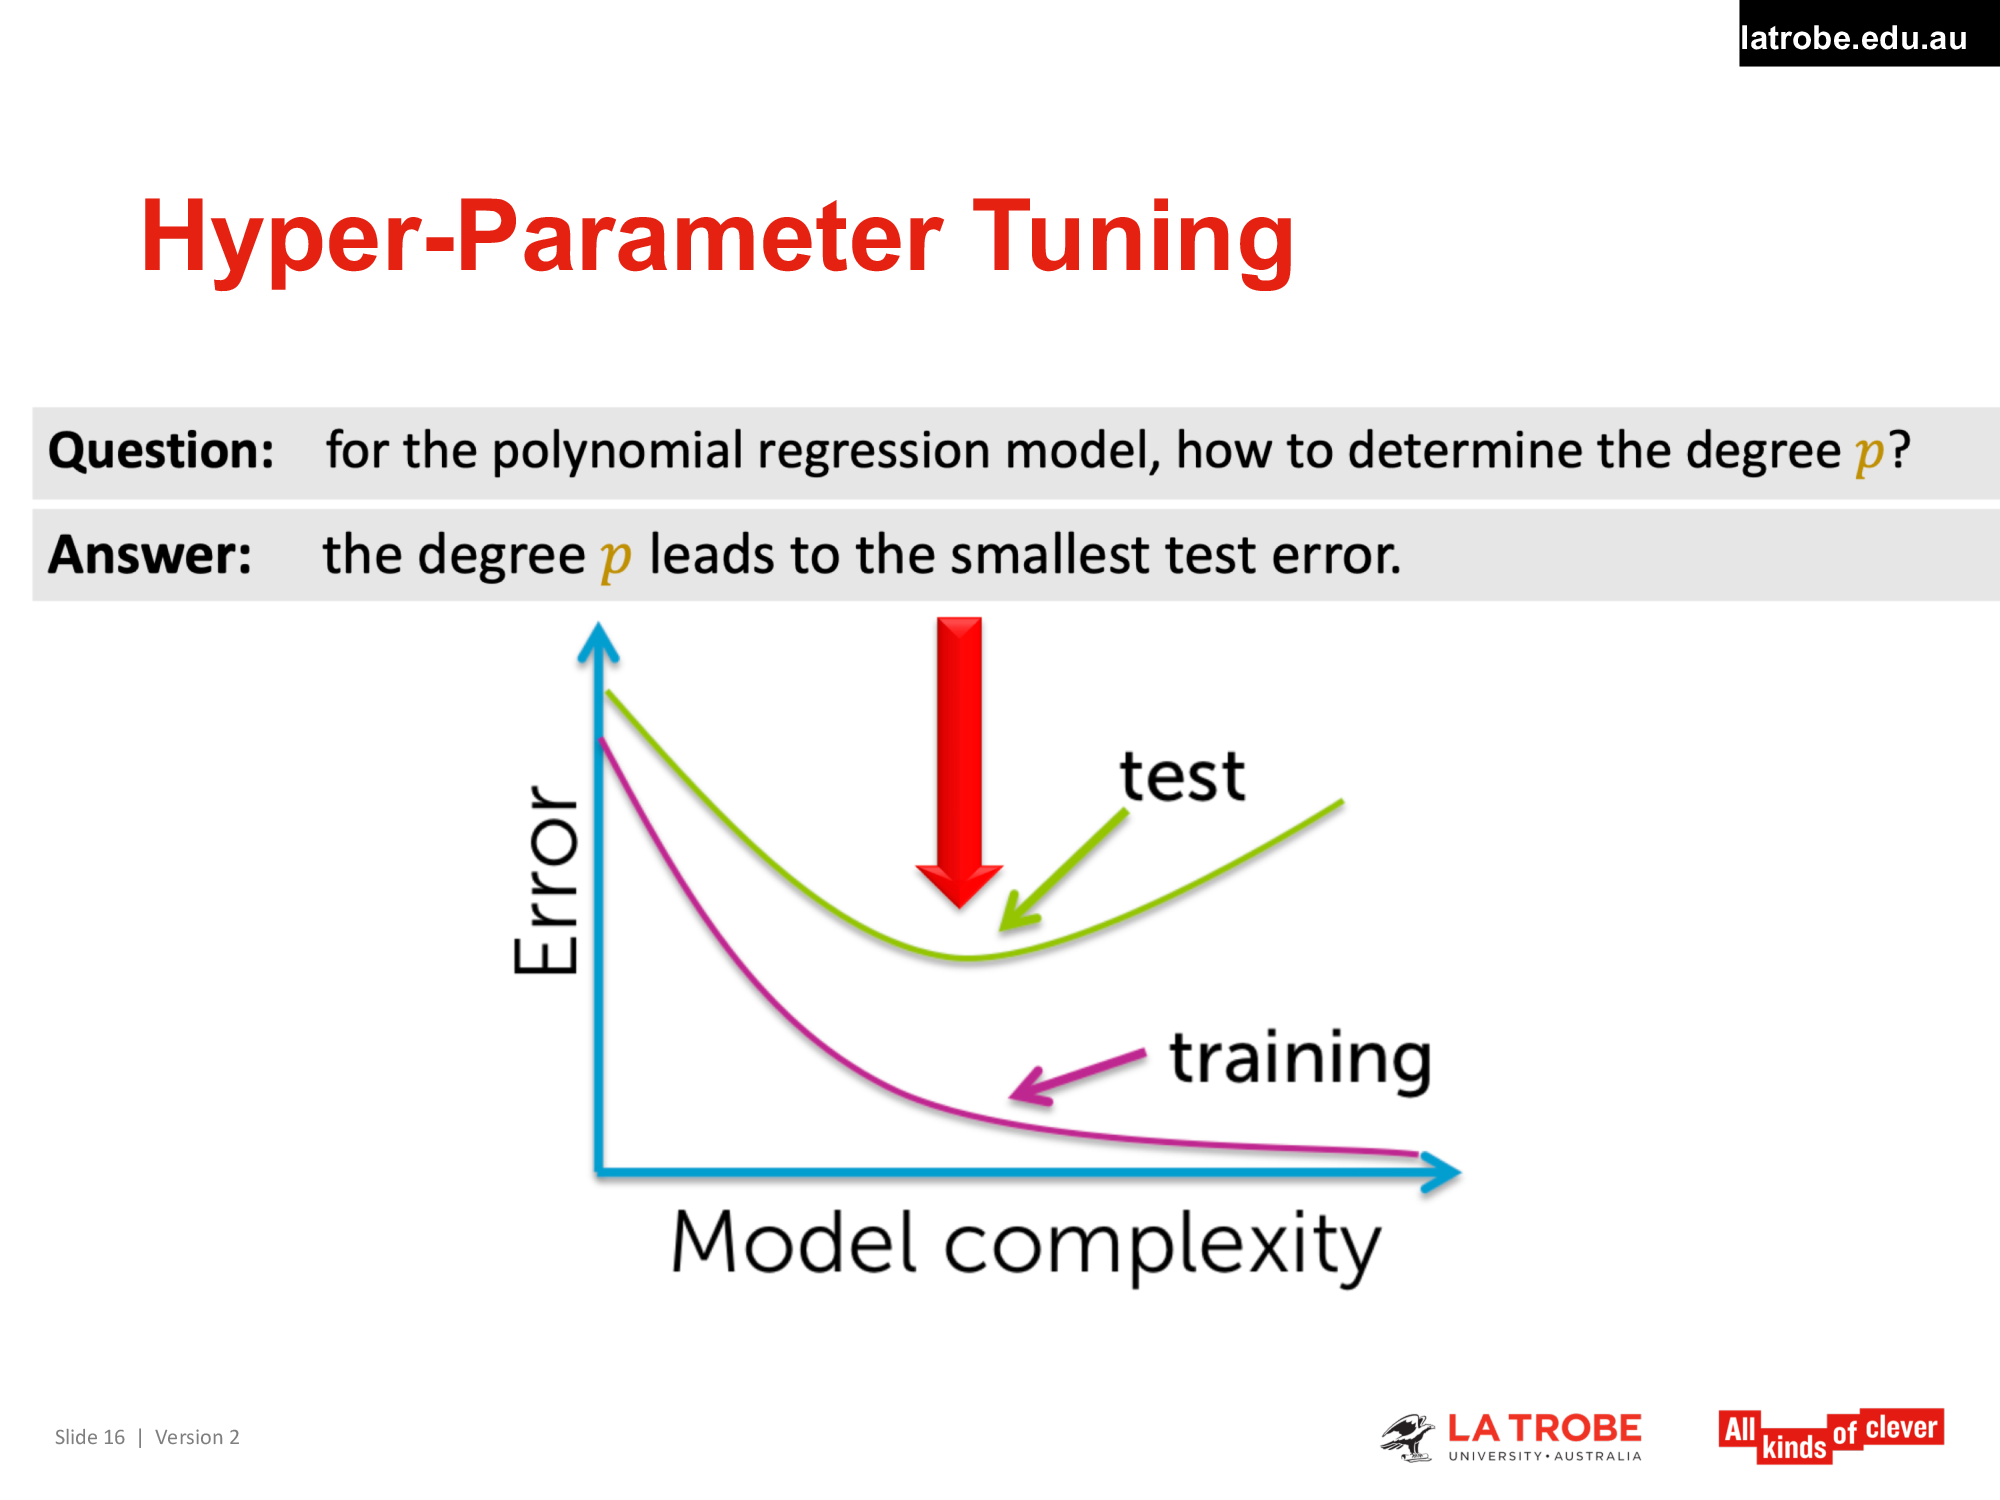 latrobe.edu.au
Hyper-Parameter Tuning
Question: for the polynomial regression model, how to determine the degree p?
Answer: the degree p leads to the smallest test error.
test
Error
training
Model complexity
Slide 16 | Version 2
LA TROBE
UNIVERSITY • AUSTRALIA
All kinds of clever